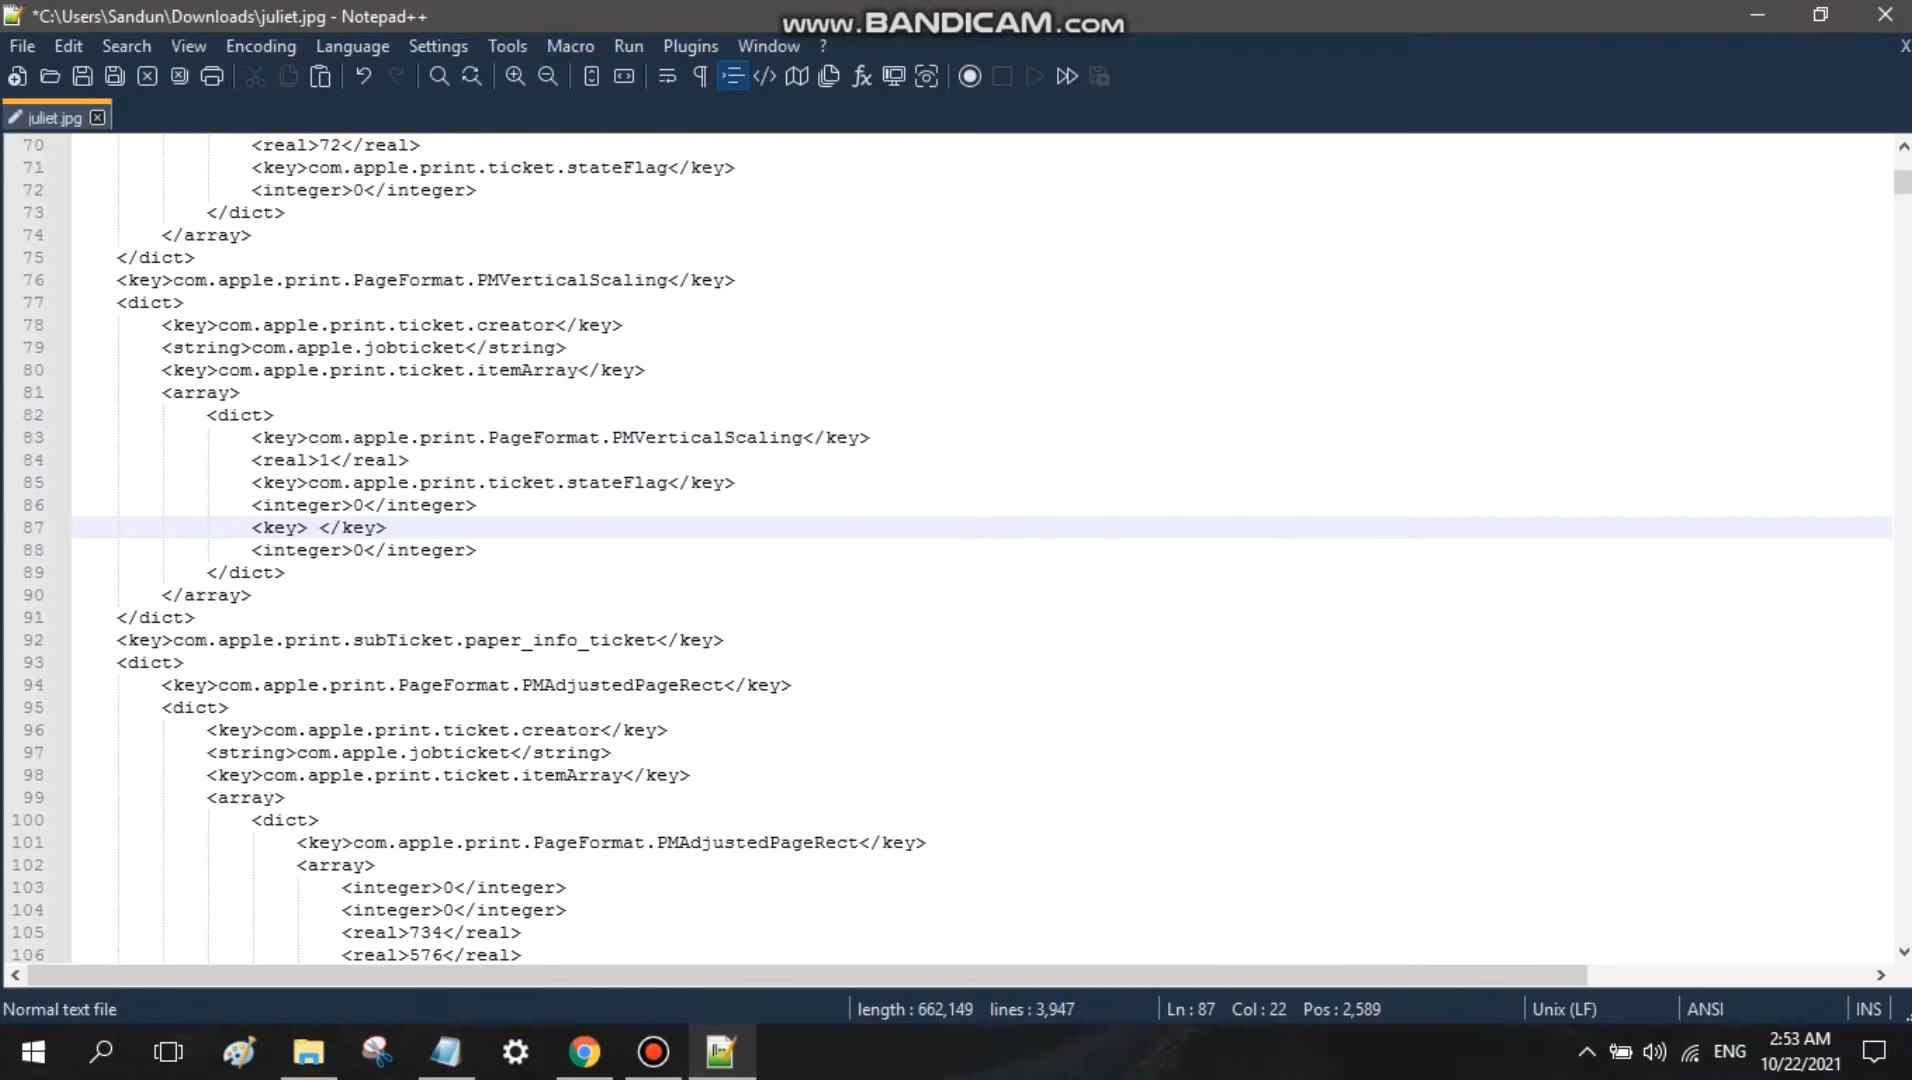 *C:\Users\Sandun\Downloads\juliet.jpg - Notepad++
www.BANDICAM.com
File Edit Search View Encoding Language Settings Tools Macro Run Plugins Window ? X
juliet.jpg
70 <real>72</real>
71 <key>com.apple.print.ticket.stateFlag</key>
72 <integer>0</integer>
73 </dict>
74 </array>
75 </dict>
76 <key>com.apple.print.PageFormat.PMVerticalScaling</key>
77 <dict>
78 <key>com.apple.print.ticket.creator</key>
79 <string>com.apple.jobticket</string>
80 <key>com.apple.print.ticket.itemArray</key>
81 <array>
82 <dict>
83 <key>com.apple.print.PageFormat.PMVerticalScaling</key>
84 <real>1</real>
85 <key>com.apple.print.ticket.stateFlag</key>
86 <integer>0</integer>
87 <key> </key>
88 <integer>0</integer>
89 </dict>
90 </array>
91 </dict>
92 <key>com.apple.print.subTicket.paper_info_ticket</key>
93 <dict>
94 <key>com.apple.print.PageFormat.PMAdjustedPageRect</key>
95 <dict>
96 <key>com.apple.print.ticket.creator</key>
97 <string>com.apple.jobticket</string>
98 <key>com.apple.print.ticket.itemArray</key>
99 <array>
100 <dict>
101 <key>com.apple.print.PageFormat.PMAdjustedPageRect</key>
102 <array>
103 <integer>0</integer>
104 <integer>0</integer>
105 <real>734</real>
106 <real>576</real>
Normal text file length : 662,149 lines : 3,947 Ln : 87 Col : 22 Pos : 2,589 Unix (LF) ANSI INS
ENG
2:53 AM
10/22/2021